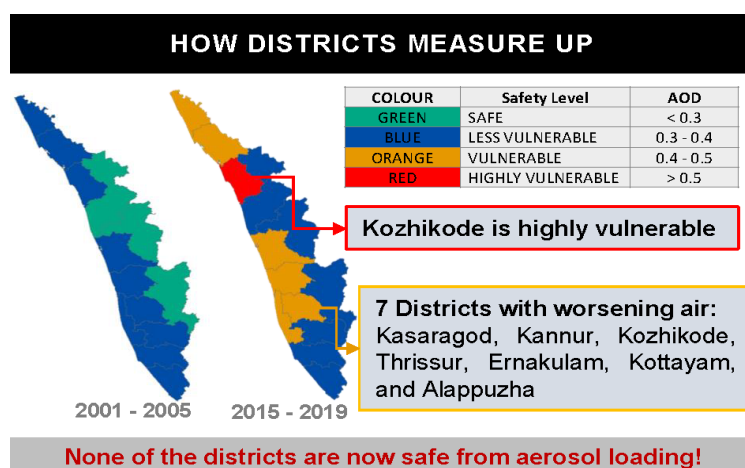 HOW DISTRICTS MEASURE UP
COLOUR Safety Level AOD
GREEN SAFE < 0.3
BLUE LESS VULNERABLE 0.3 - 0.4
ORANGE VULNERABLE 0.4 - 0.5
RED HIGHLY VULNERABLE > 0.5
Kozhikode is highly vulnerable
7 Districts with worsening air:
Kasaragod, Kannur, Kozhikode,
Thrissur, Ernakulam, Kottayam,
and Alappuzha
2001 - 2005 2015 - 2019
None of the districts are now safe from aerosol loading!